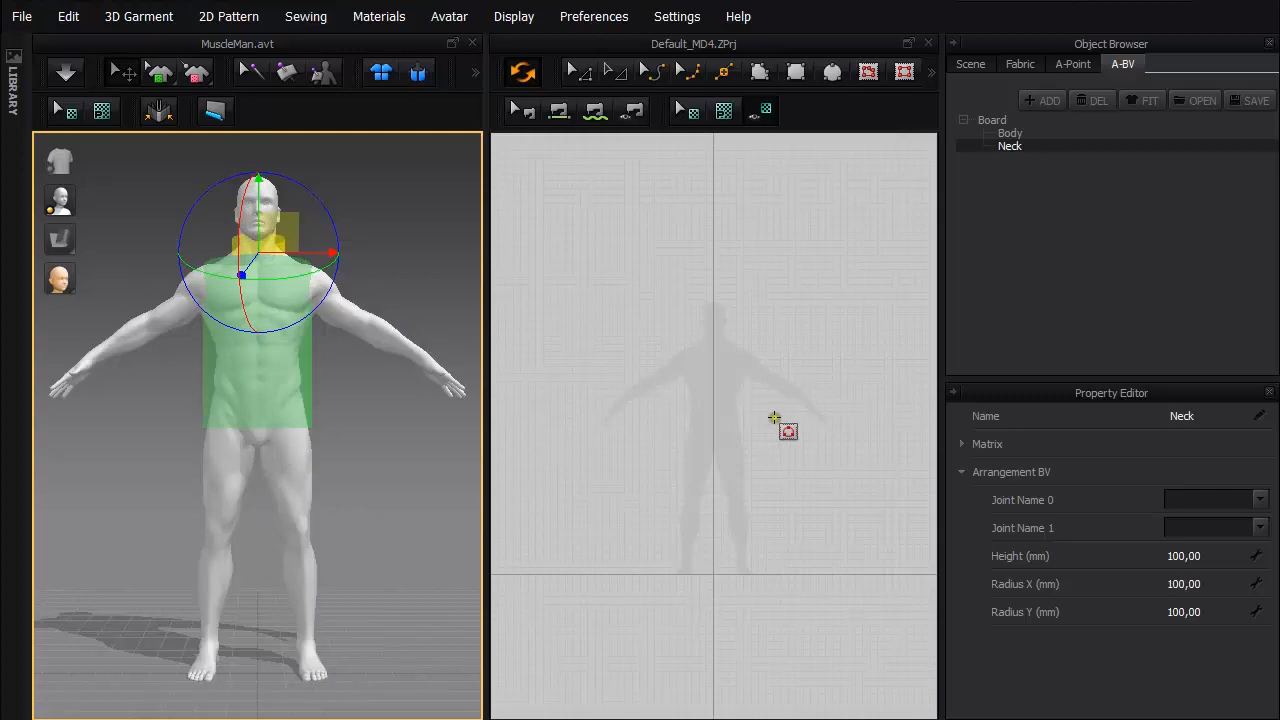 File Edit 3D Garment 2D Pattern Sewing Materials Avatar Display Preferences Settings Help
LIBRARY
MuscleMan.avt
Default_MD4.ZPrj
Object Browser
Scene Fabric A-Point A-BV
ADD DEL FIT OPEN SAVE
Board
Body
Neck
Property Editor
Name Neck
Matrix
Arrangement BV
Joint Name 0
Joint Name 1
Height (mm) 100,00
Radius X (mm) 100,00
Radius Y (mm) 100,00